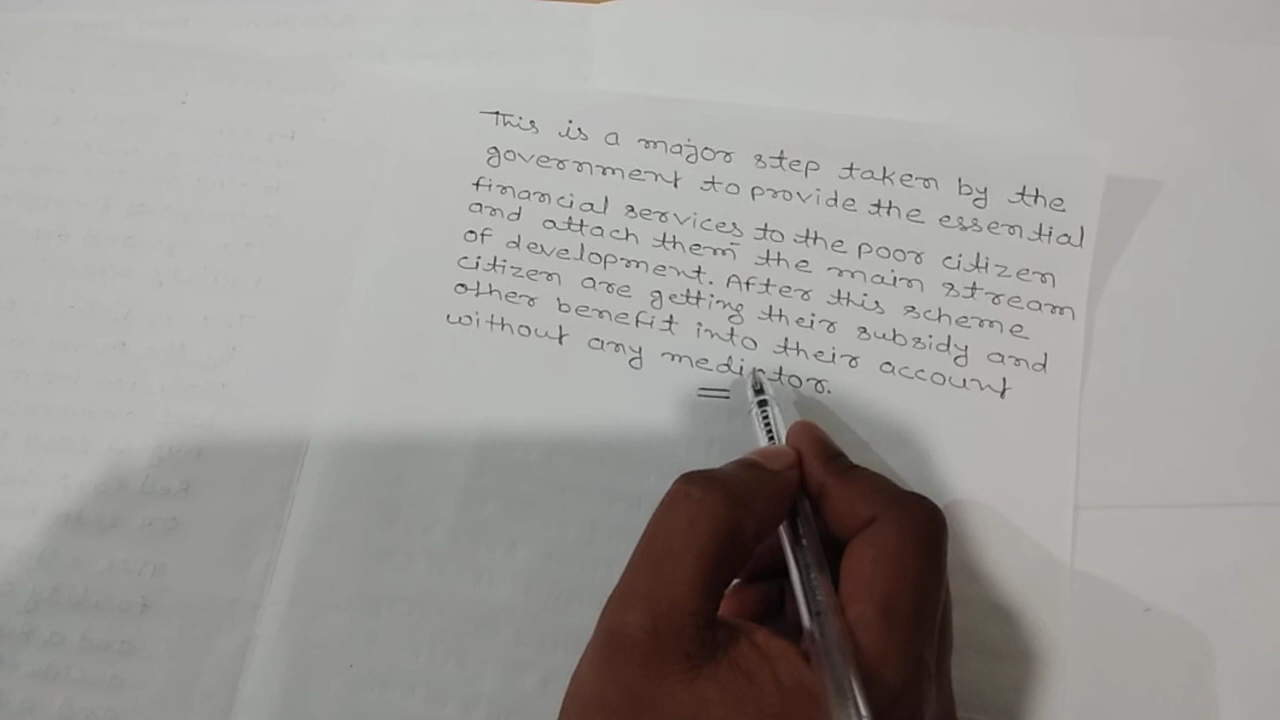 This is a major step taken by the
government to provide the essential
financial services to the poor citizen
and attach them the main stream
of development. After this scheme
citizen are getting their subsidy and
other benefit into their account
without any mediator.